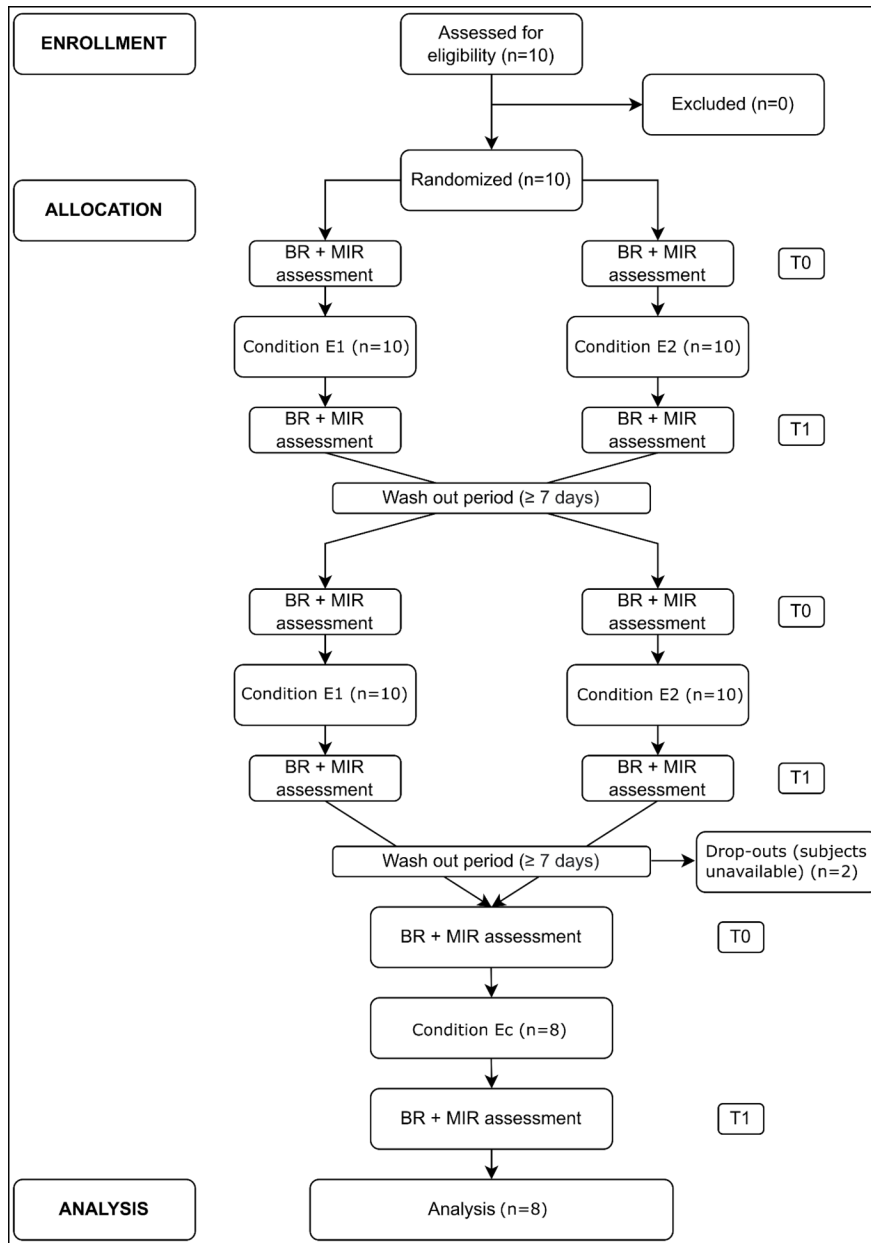 ENROLLMENT
Assessed for
eligibility (n=10)
Excluded (n=0)
Randomized (n=10)
ALLOCATION
BR + MIR
assessment
BR + MIR
assessment
T0
Condition E1 (n=10)
Condition E2 (n=10)
BR + MIR
assessment
BR + MIR
assessment
T1
Wash out period (≥ 7 days)
BR + MIR
assessment
BR + MIR
assessment
T0
Condition E1 (n=10)
Condition E2 (n=10)
BR + MIR
assessment
BR + MIR
assessment
T1
Wash out period (≥ 7 days)
Drop-outs (subjects
unavailable) (n=2)
BR + MIR assessment
T0
Condition Ec (n=8)
BR + MIR assessment
T1
ANALYSIS
Analysis (n=8)